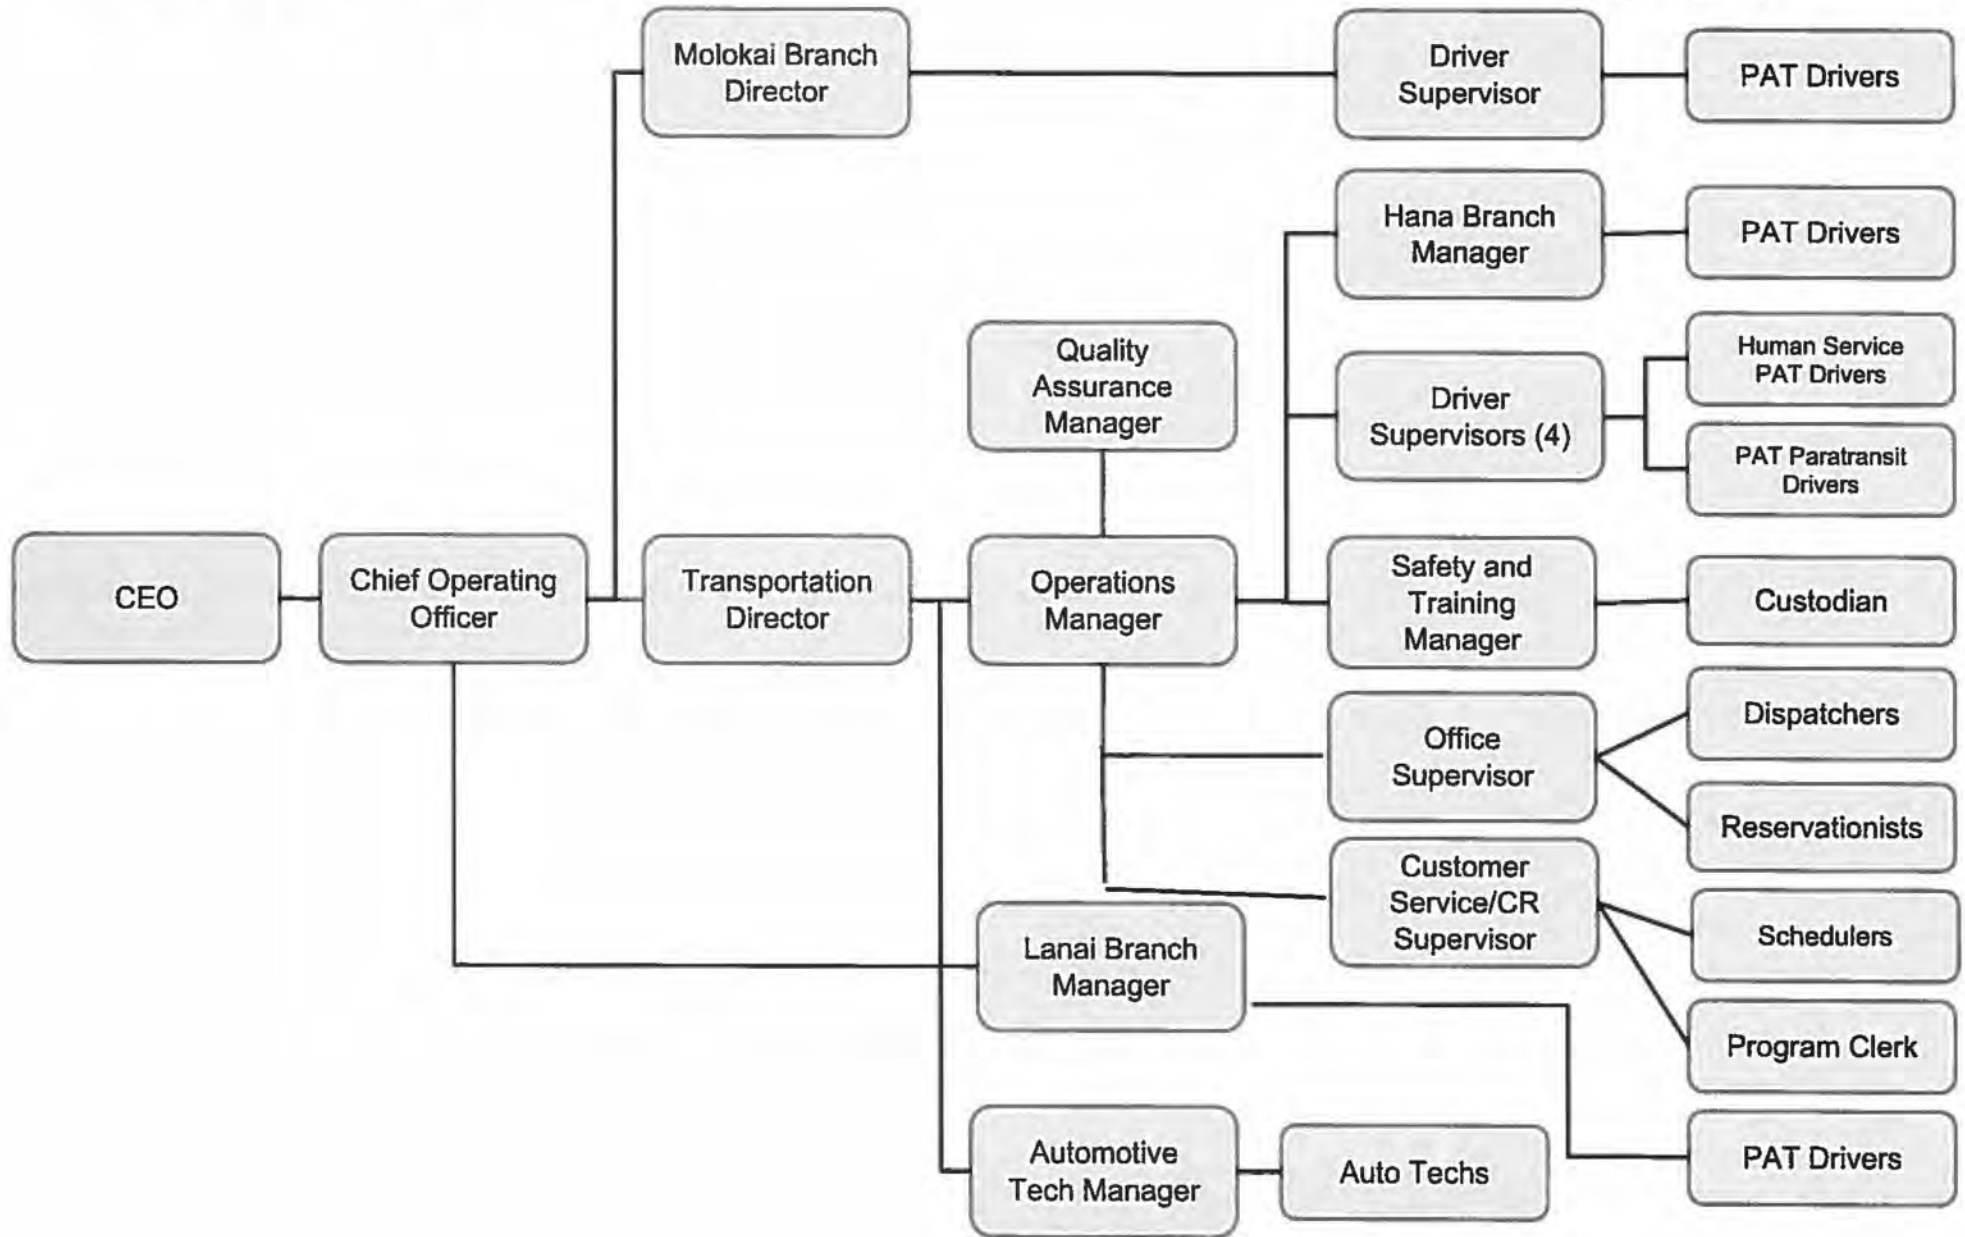 Molokai Branch
Director
Driver
Supervisor
PAT Drivers
Hana Branch
Manager
PAT Drivers
Quality
Assurance
Manager
Driver
Supervisors (4)
Human Service
PAT Drivers
PAT Paratransit
Drivers
CEO
Chief Operating
Officer
Transportation
Director
Operations
Manager
Safety and
Training
Manager
Custodian
Office
Supervisor
Dispatchers
Reservationists
Customer
Service/CR
Supervisor
Schedulers
Program Clerk
Lanai Branch
Manager
PAT Drivers
Automotive
Tech Manager
Auto Techs